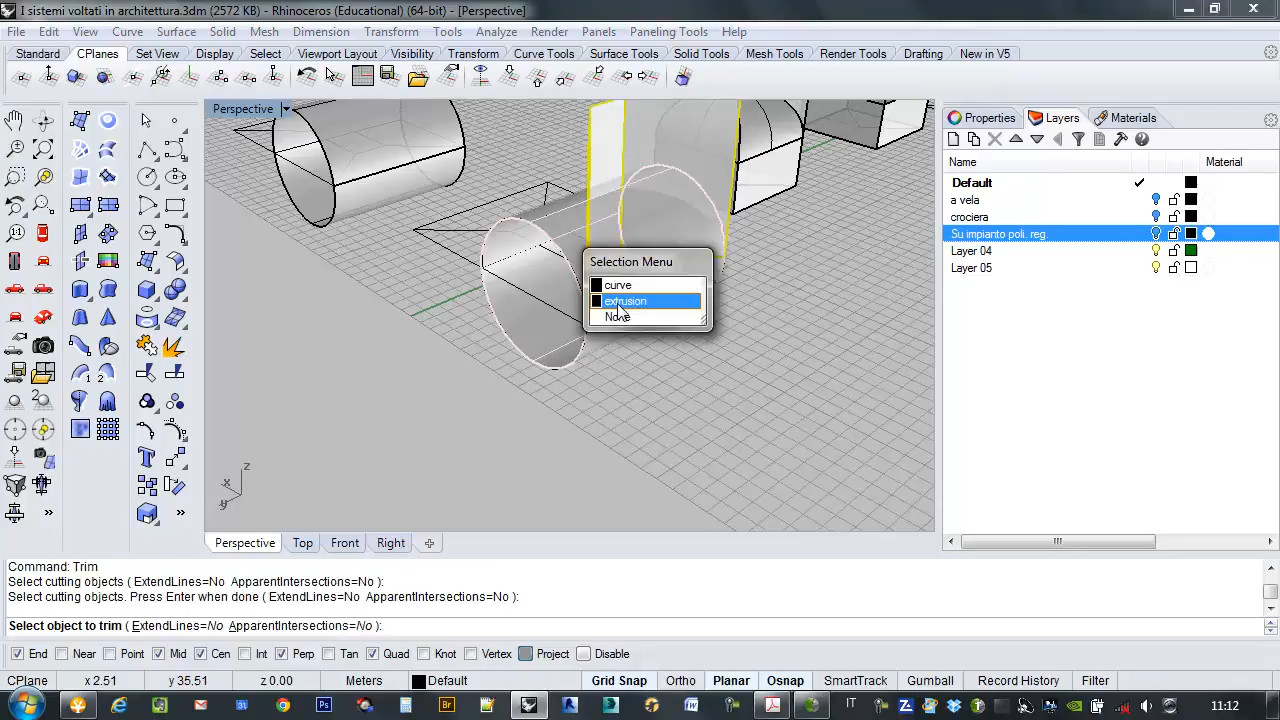 I sistemi voltati in architettura.3dm (2572 KB) - Rhinoceros (Educational) (64-bit) - [Perspective]
File Edit View Curve Surface Solid Mesh Dimension Transform Tools Analyze Render Panels Paneling Tools Help
Standard CPlanes Set View Display Select Viewport Layout Visibility Transform Curve Tools Surface Tools Solid Tools Mesh Tools Render Tools Drafting New in V5
Perspective
Properties Layers Materials
Name Material
Default
a vela
crociera
Su impianto poli. reg.
Layer 04
Layer 05
Selection Menu
curve
extrusion
None
z
x
y
Perspective Top Front Right
Command: Trim
Select cutting objects ( ExtendLines=No ApparentIntersections=No ):
Select cutting objects. Press Enter when done ( ExtendLines=No ApparentIntersections=No ):
Select object to trim ( ExtendLines=No ApparentIntersections=No ):
End Near Point Mid Cen Int Perp Tan Quad Knot Vertex Project Disable
CPlane x 2.51 y 35.51 z 0.00 Meters Default Grid Snap Ortho Planar Osnap SmartTrack Gumball Record History Filter
IT 11:12